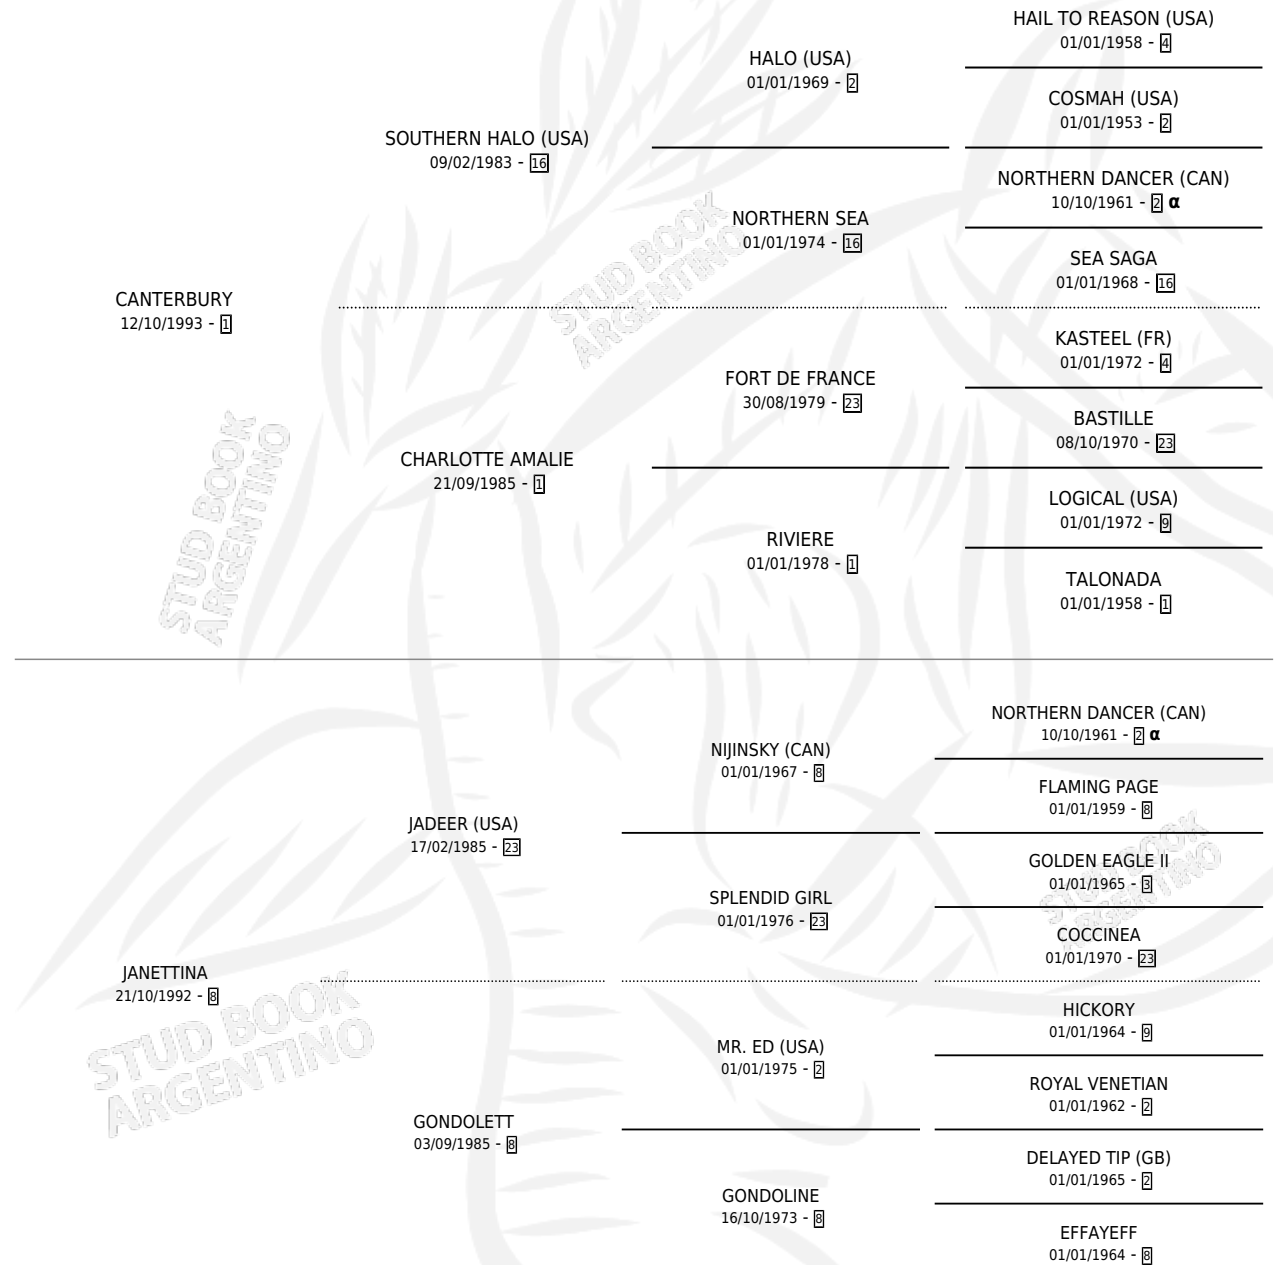 HAIL TO REASON (USA)
01/01/1958 - 4
HALO (USA)
01/01/1969 - 2
COSMAH (USA)
01/01/1953 - 2
SOUTHERN HALO (USA)
09/02/1983 - 16
NORTHERN DANCER (CAN)
10/10/1961 - 2 α
NORTHERN SEA
01/01/1974 - 16
SEA SAGA
01/01/1968 - 16
STUD BOOK
ARGENTINO
CANTERBURY
12/10/1993 - 1
KASTEEL (FR)
01/01/1972 - 4
FORT DE FRANCE
30/08/1979 - 23
BASTILLE
08/10/1970 - 23
CHARLOTTE AMALIE
21/09/1985 - 1
LOGICAL (USA)
01/01/1972 - 9
RIVIERE
01/01/1978 - 1
TALONADA
01/01/1958 - 1
STUD BOOK
ARGENTINO
NORTHERN DANCER (CAN)
10/10/1961 - 2 α
NIJINSKY (CAN)
01/01/1967 - 8
FLAMING PAGE
01/01/1959 - 8
JADEER (USA)
17/02/1985 - 23
GOLDEN EAGLE II
01/01/1965 - 3
SPLENDID GIRL
01/01/1976 - 23
COCCINEA
01/01/1970 - 23
STUD BOOK
ARGENTINO
JANETTINA
21/10/1992 - 8
HICKORY
01/01/1964 - 9
MR. ED (USA)
01/01/1975 - 2
ROYAL VENETIAN
01/01/1962 - 2
GONDOLETT
03/09/1985 - 8
DELAYED TIP (GB)
01/01/1965 - 2
GONDOLINE
16/10/1973 - 8
EFFAYEFF
01/01/1964 - 8
STUD BOOK
ARGENTINO